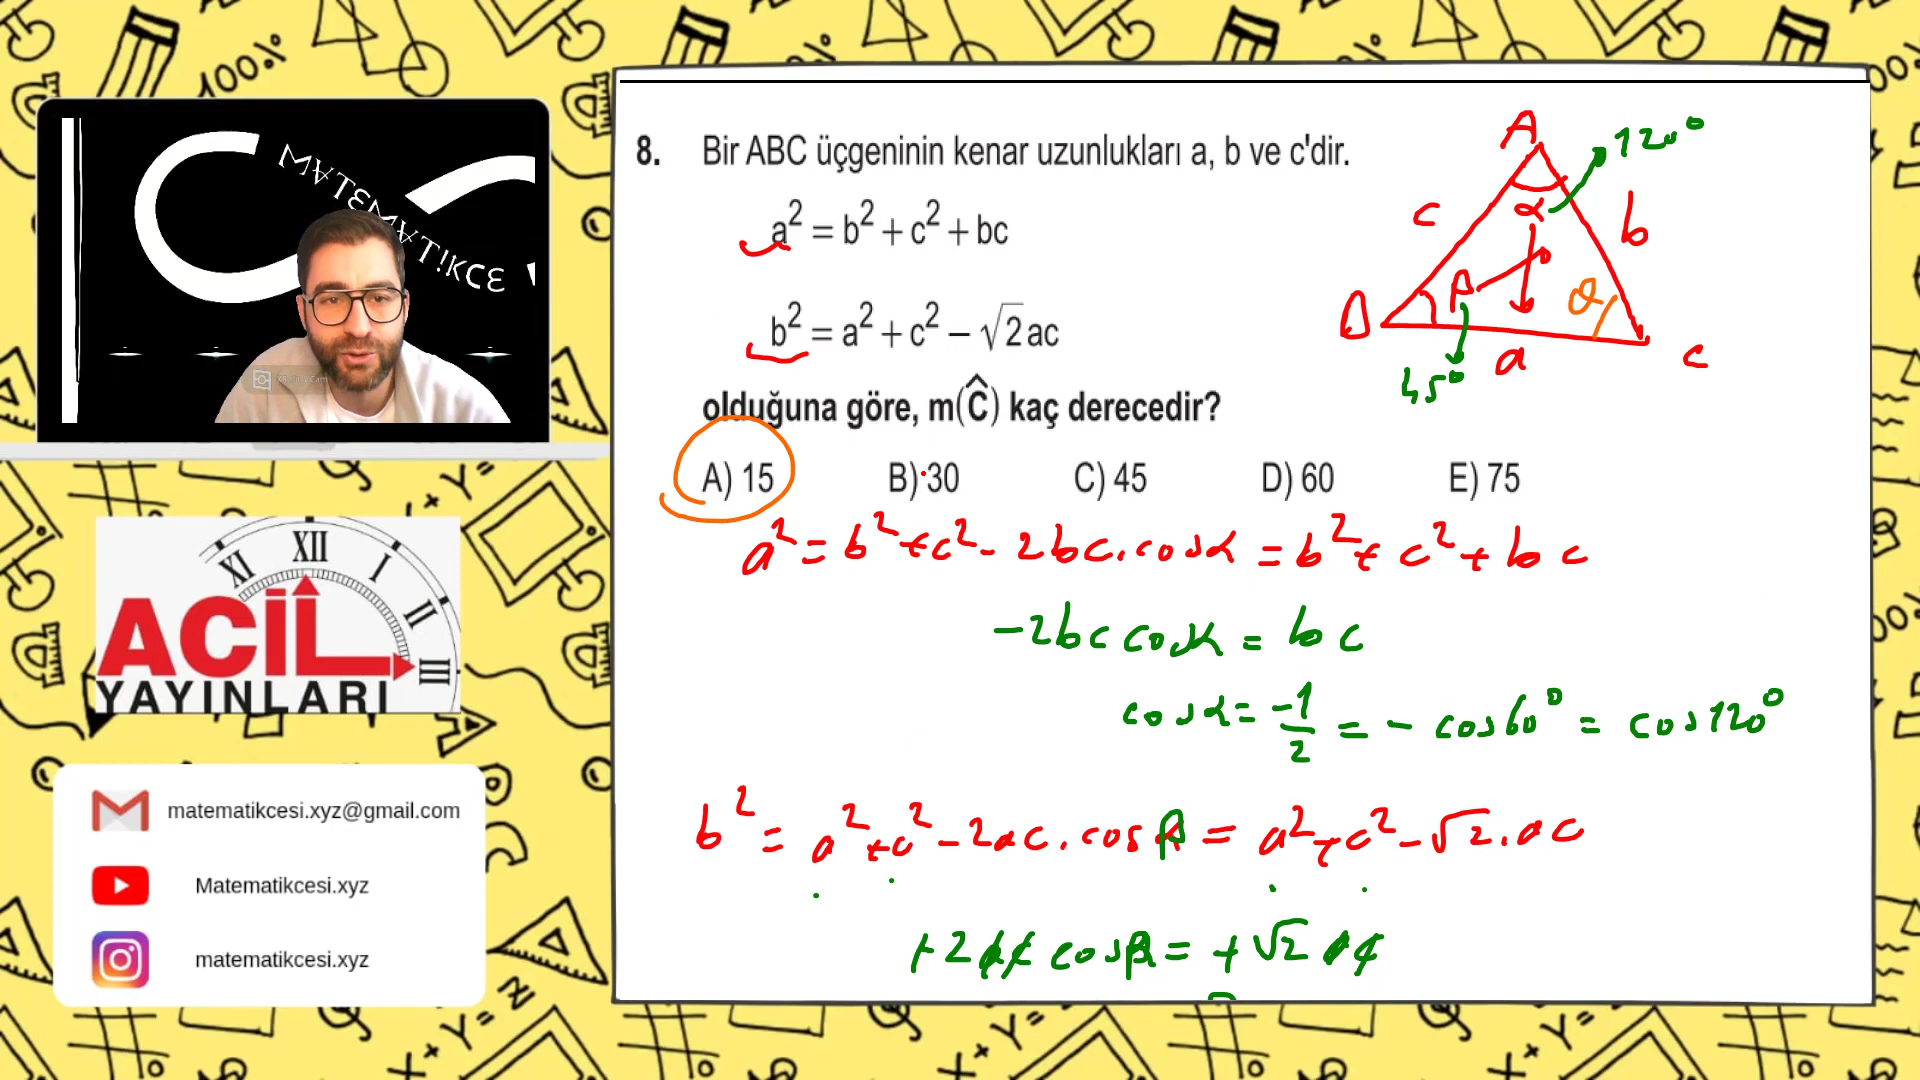 MATEMATİKCE
8. Bir ABC üçgeninin kenar uzunlukları a, b ve c'dir.
a² = b² + c² + bc
b² = a² + c² − √2 ac
olduğuna göre, m(Ĉ) kaç derecedir?
A) 15 B) 30 C) 45 D) 60 E) 75
A
120°
c
α
b
B
β
θ
45°
a
c
a² = b² + c² - 2bc.cosα = b² + c² + bc
-2bc cosα = bc
cosα = -1/2 = - cos60° = cos120°
b² = a² + c² - 2ac.cosβ = a² + c² - √2.ac
+2ac cosβ = +√2 ac
XI XII I II III
ACİL
YAYINLARI
matematikcesi.xyz@gmail.com
Matematikcesi.xyz
matematikcesi.xyz